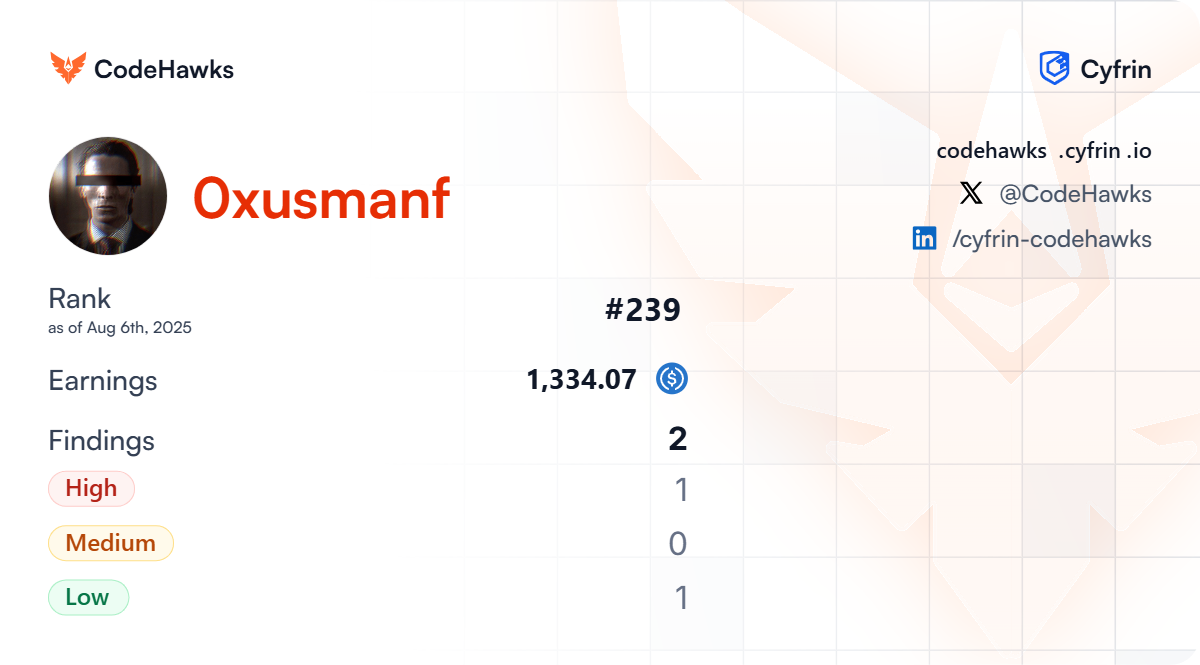 CodeHawks
Cyfrin
0xusmanf
codehawks .cyfrin .io
@CodeHawks
/cyfrin-codehawks
Rank
as of Aug 6th, 2025
#239
Earnings
1,334.07
Findings
2
High
1
Medium
0
Low
1